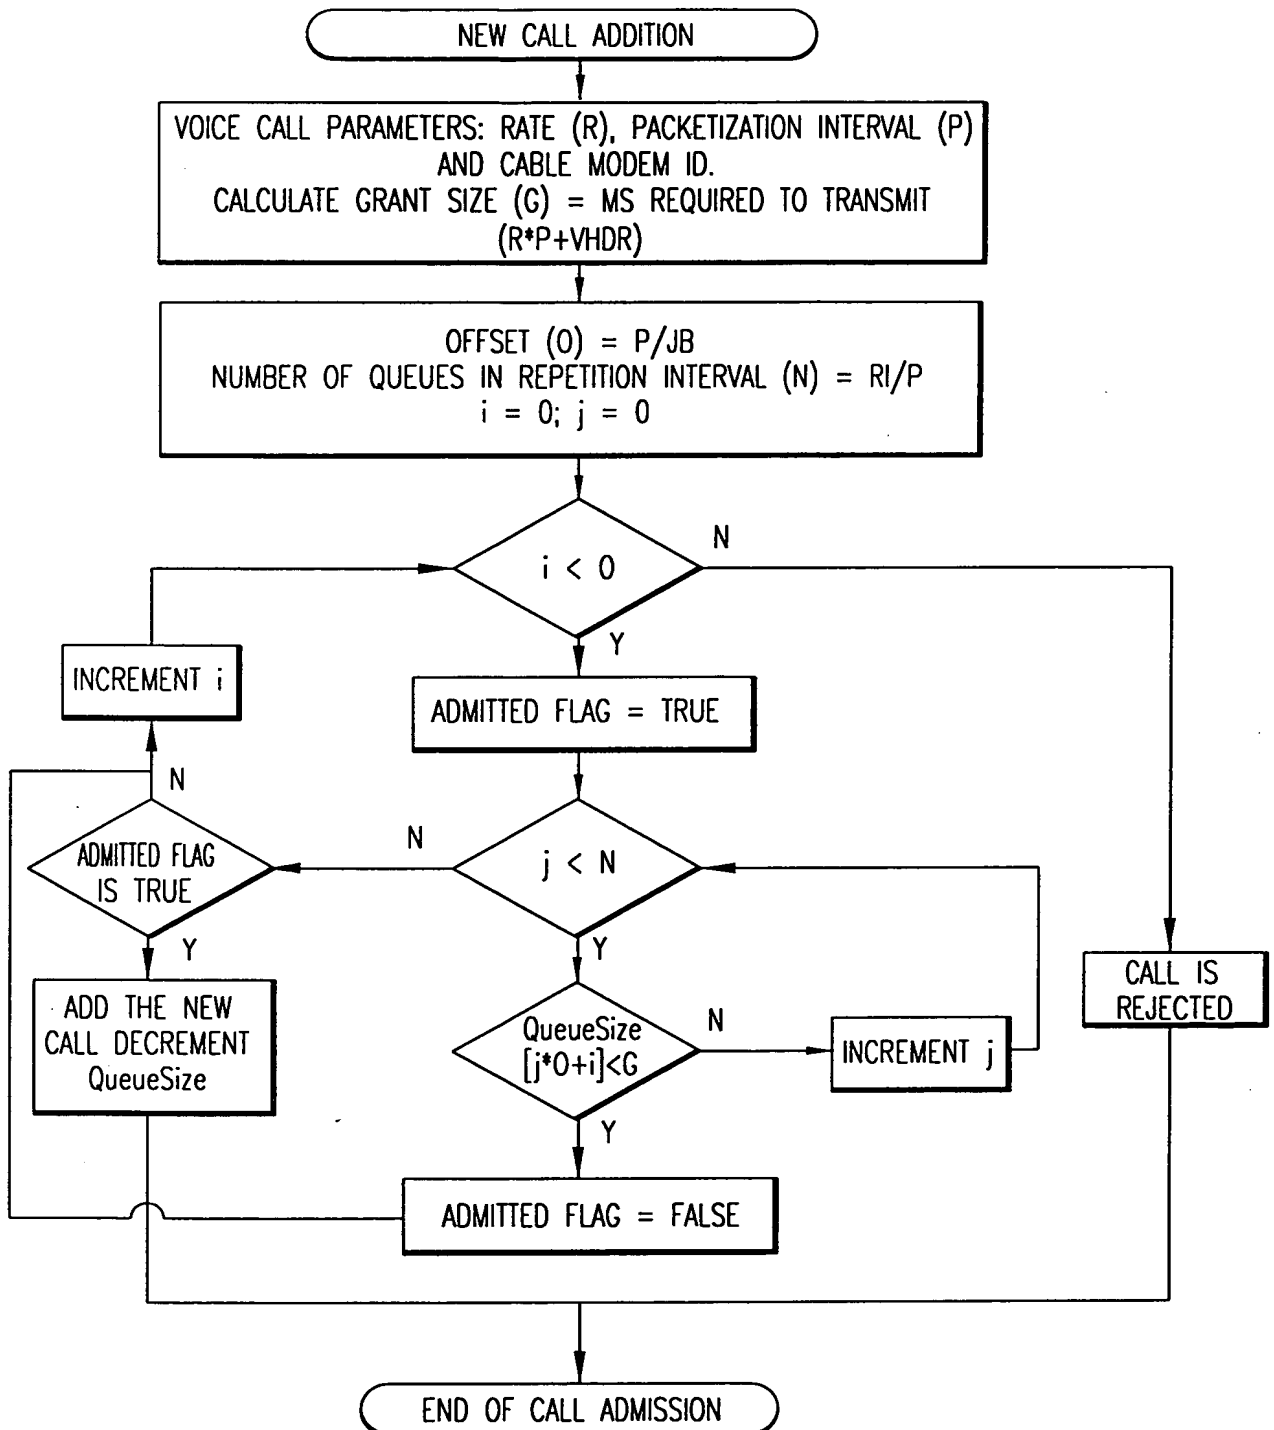 NEW CALL ADDITION
VOICE CALL PARAMETERS: RATE (R), PACKETIZATION INTERVAL (P)
AND CABLE MODEM ID.
CALCULATE GRANT SIZE (G) = MS REQUIRED TO TRANSMIT
(R*P+VHDR)
OFFSET (O) = P/JB
NUMBER OF QUEUES IN REPETITION INTERVAL (N) = RI/P
i = 0; j = 0
i < O
N
Y
INCREMENT i
ADMITTED FLAG = TRUE
N
ADMITTED FLAG
IS TRUE
N
j < N
Y
Y
ADD THE NEW
CALL DECREMENT
QueueSize
QueueSize
[j*O+i]<G
N
INCREMENT j
CALL IS
REJECTED
Y
ADMITTED FLAG = FALSE
END OF CALL ADMISSION